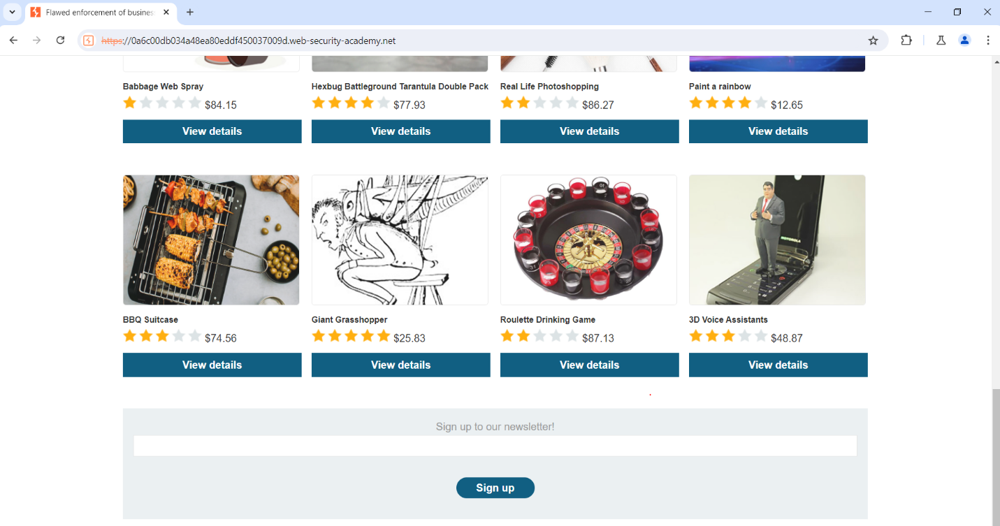 Flawed enforcement of busines
https://0a6c00db034a48ea80eddf450037009d.web-security-academy.net
Babbage Web Spray
Hexbug Battleground Tarantula Double Pack
Real Life Photoshopping
Paint a rainbow
$84.15
$77.93
$86.27
$12.65
View details
View details
View details
View details
MOTOROLA
BBQ Suitcase
Giant Grasshopper
Roulette Drinking Game
3D Voice Assistants
$74.56
$25.83
$87.13
$48.87
View details
View details
View details
View details
Sign up to our newsletter!
Sign up